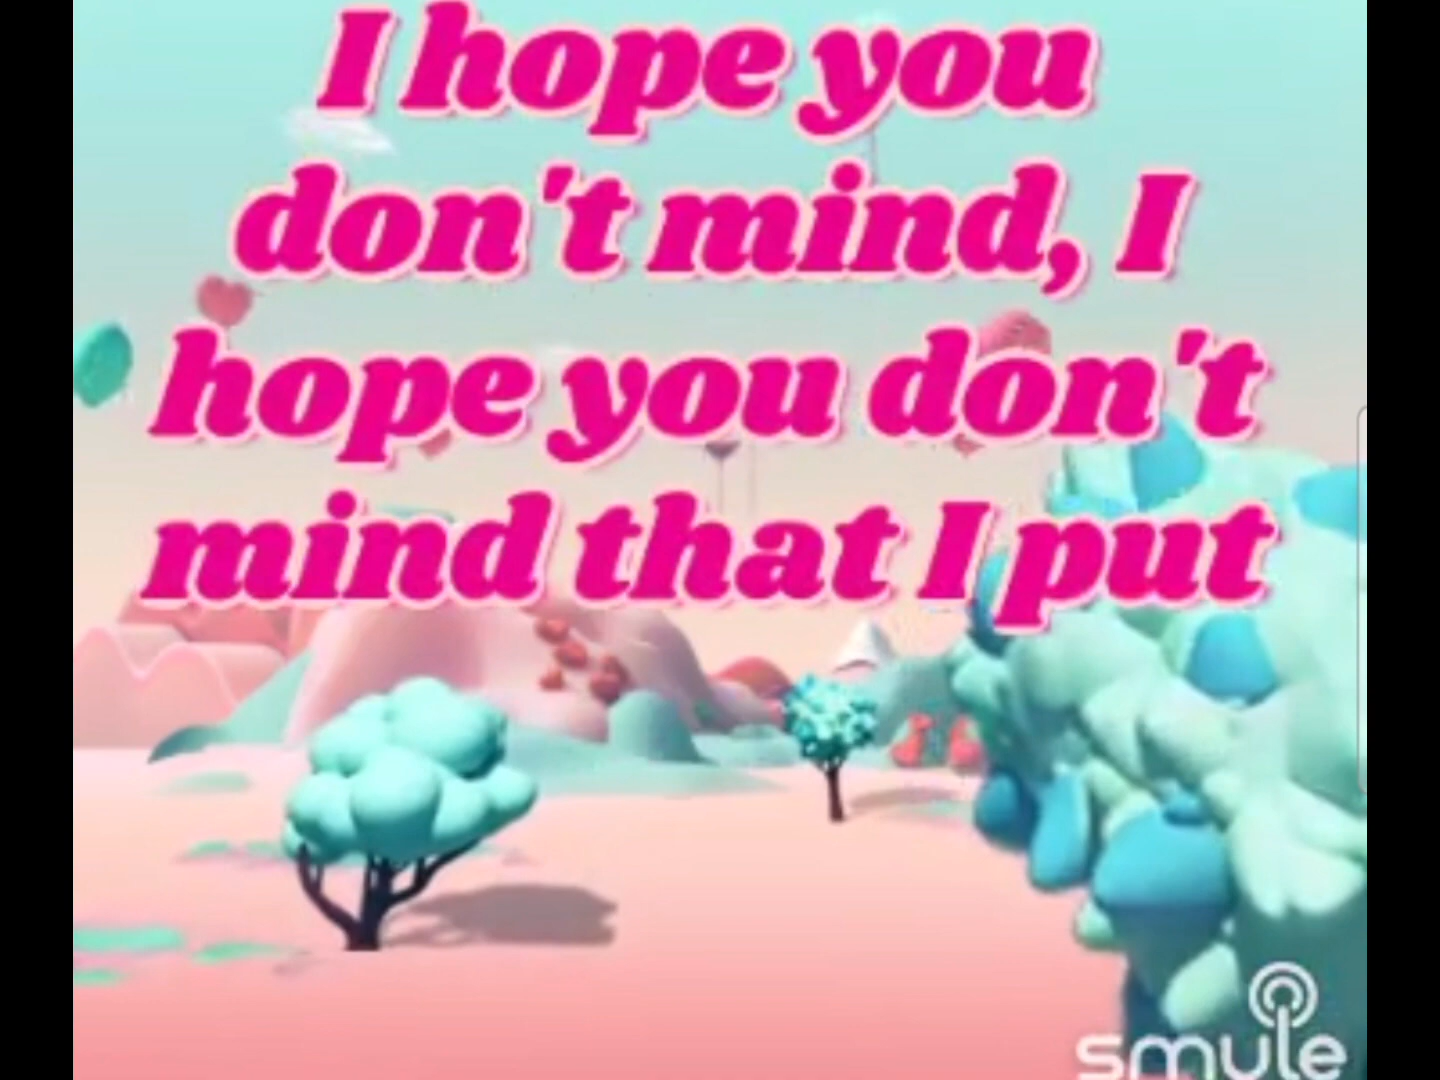 I hope you
don't mind, I
hope you don't
mind that I put
smule